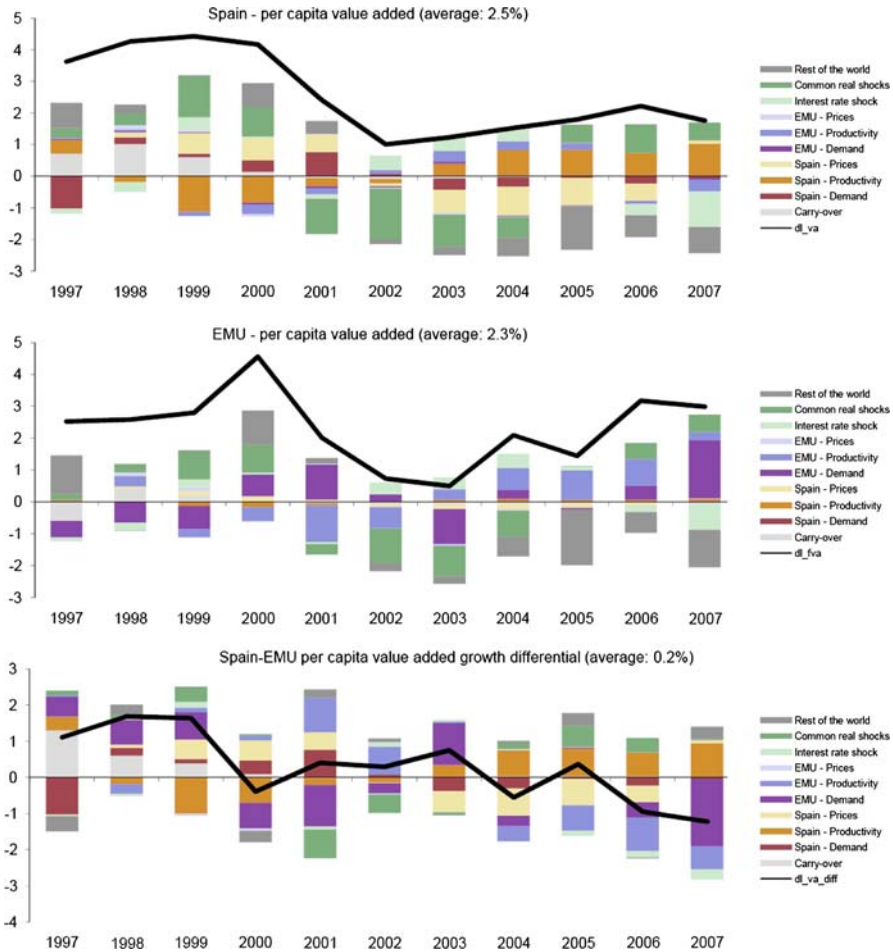 Spain - per capita value added (average: 2.5%)
5
4
3
2
1
0
-1
-2
-3
1997 1998 1999 2000 2001 2002 2003 2004 2005 2006 2007
Rest of the world
Common real shocks
Interest rate shock
EMU - Prices
EMU - Productivity
EMU - Demand
Spain - Prices
Spain - Productivity
Spain - Demand
Carry-over
dl_va
EMU - per capita value added (average: 2.3%)
5
4
3
2
1
0
-1
-2
-3
1997 1998 1999 2000 2001 2002 2003 2004 2005 2006 2007
Rest of the world
Common real shocks
Interest rate shock
EMU - Prices
EMU - Productivity
EMU - Demand
Spain - Prices
Spain - Productivity
Spain - Demand
Carry-over
dl_fva
Spain-EMU per capita value added growth differential (average: 0.2%)
3
2
1
0
-1
-2
-3
-4
1997 1998 1999 2000 2001 2002 2003 2004 2005 2006 2007
Rest of the world
Common real shocks
Interest rate shock
EMU - Prices
EMU - Productivity
EMU - Demand
Spain - Prices
Spain - Productivity
Spain - Demand
Carry-over
dl_va_diff